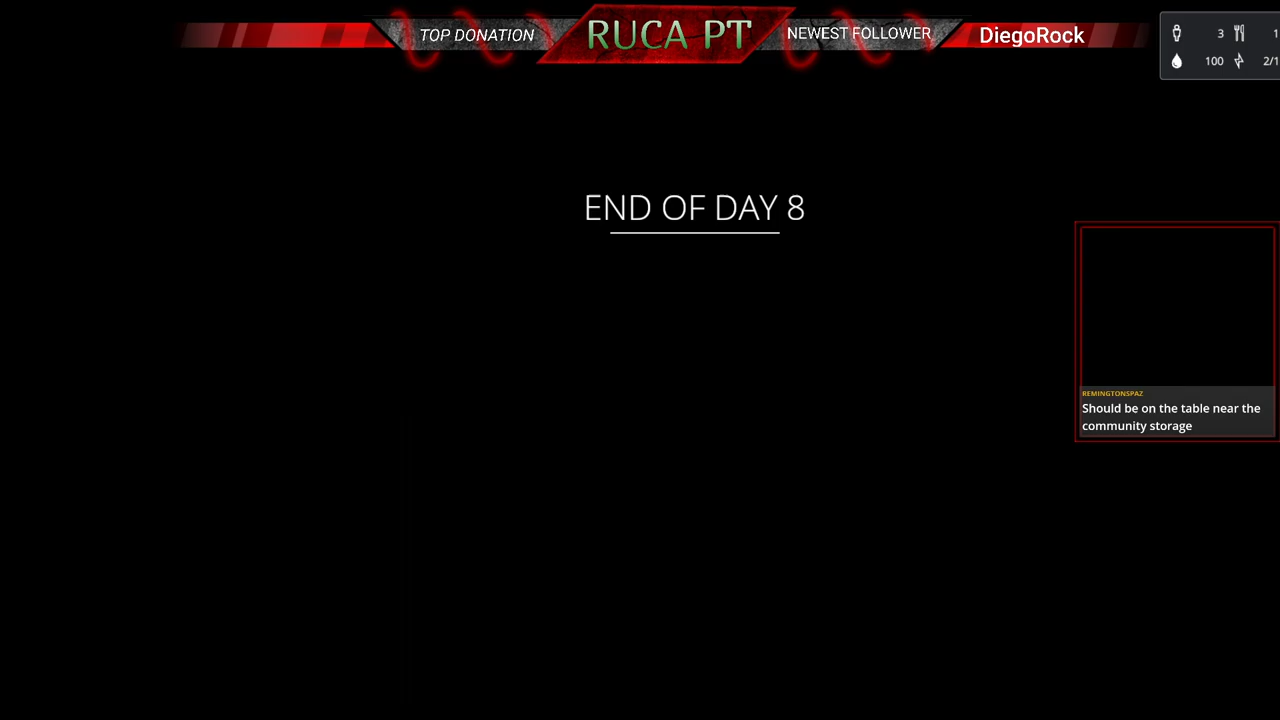 TOP DONATION
RUCA PT
NEWEST FOLLOWER
DiegoRock
3
1
100
2/1
END OF DAY 8
REMINGTONSPAZ
Should be on the table near the
community storage